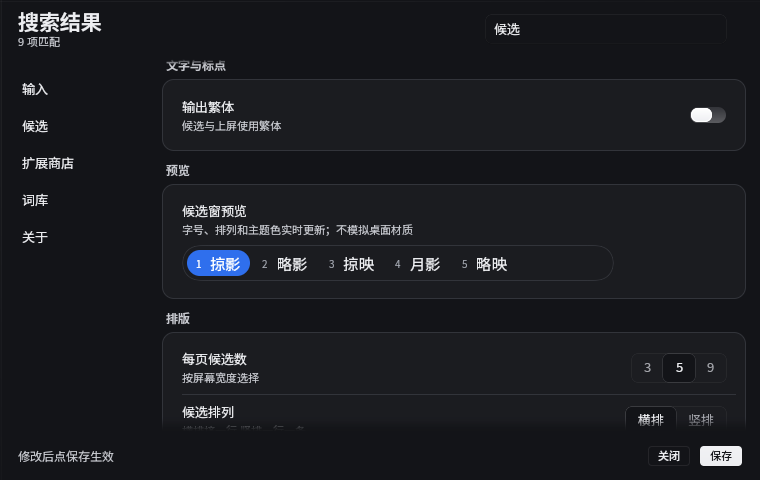 搜索结果
9 项匹配
候选
输入
候选
扩展商店
词库
关于
文字与标点
输出繁体
候选与上屏使用繁体
预览
候选窗预览
字号、排列和主题色实时更新；不模拟桌面材质
1 掠影 2 略影 3 掠映 4 月影 5 略映
排版
每页候选数
按屏幕宽度选择
3 5 9
候选排列
横排 竖排
修改后点保存生效
关闭 保存